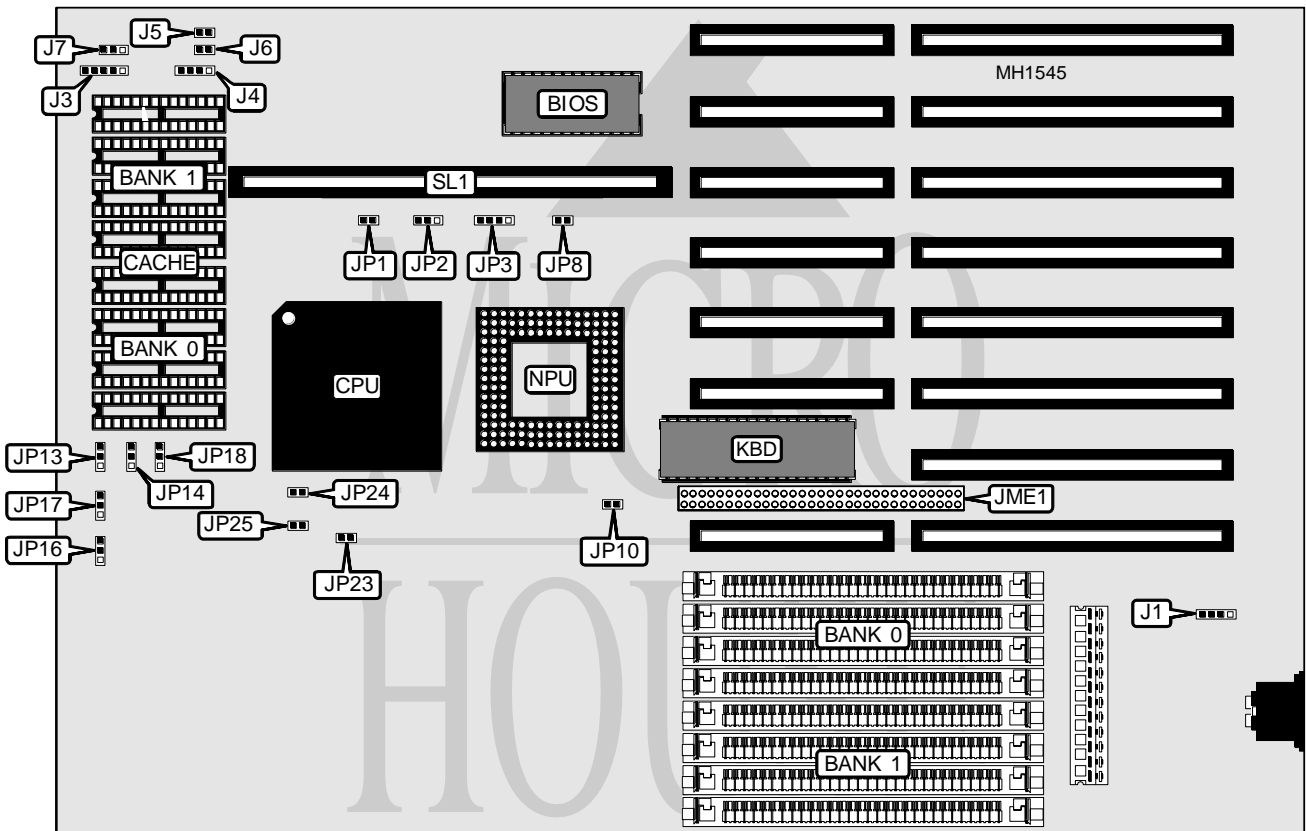 J5
J7
J6
MH1545
J3
J4
BIOS
BANK 1
SL1
CACHE
JP1
JP2
JP3
JP8
BANK 0
CPU
NPU
KBD
JP13
JP18
JP14
JP24
JME1
JP17
JP25
JP10
JP16
JP23
J1
BANK 0
BANK 1
MICRO
HOU